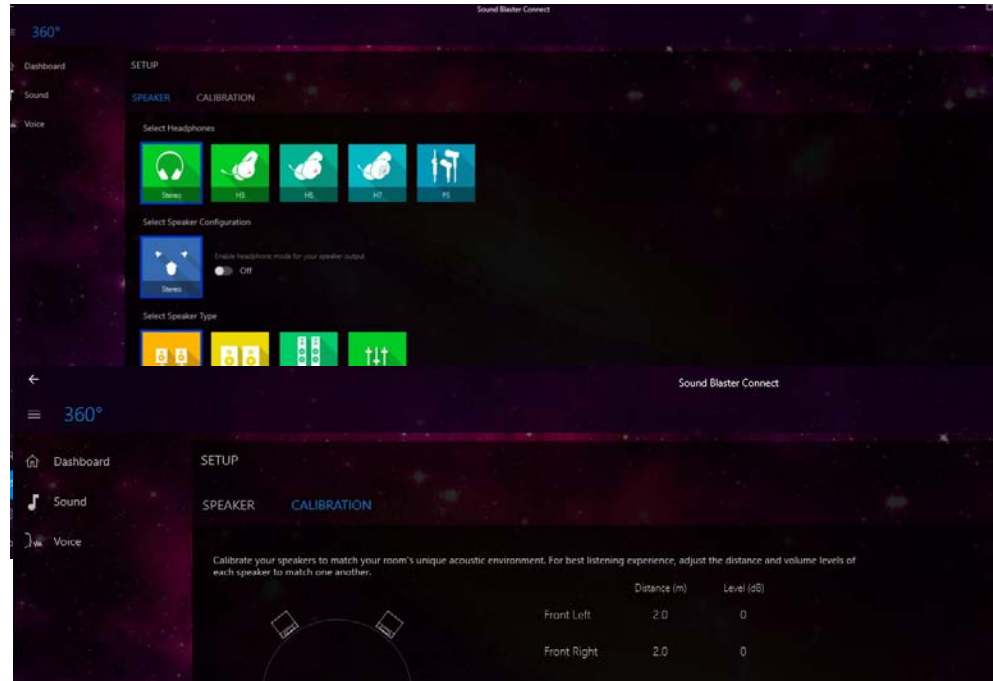 Sound Blaster Connect
360°
Dashboard
SETUP
Sound
SPEAKER CALIBRATION
Voice
Select Headphones
Stereo H3 H5 H7 P5
Select Speaker Configuration
Enable headphone mode for your speaker output
Off
Stereo
Select Speaker Type
Sound Blaster Connect
360°
Dashboard
SETUP
Sound
SPEAKER CALIBRATION
Voice
Calibrate your speakers to match your room's unique acoustic environment. For best listening experience, adjust the distance and volume levels of
each speaker to match one another.
Distance (m) Level (dB)
Front Left 2.0 0
Front Right 2.0 0